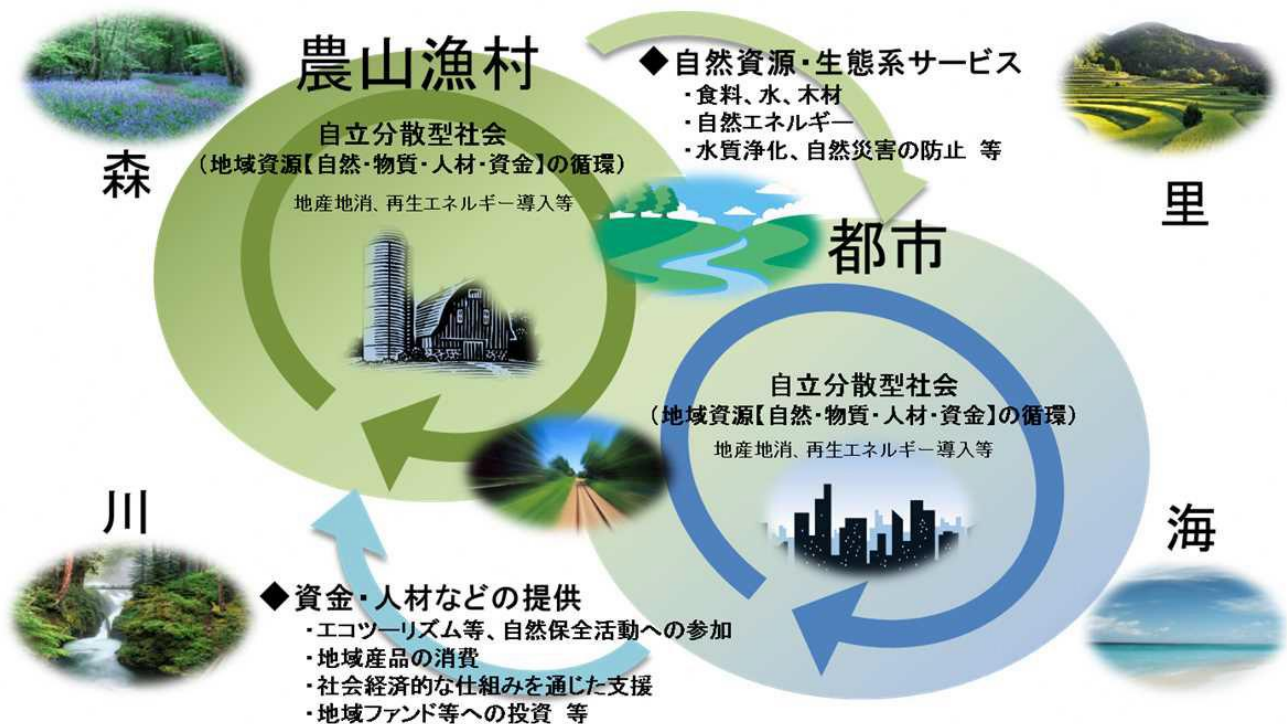 農山漁村
森
自立分散型社会
(地域資源【自然・物質・人材・資金】の循環)
地産地消、再生エネルギー導入等
◆自然資源・生態系サービス
・食料、水、木材
・自然エネルギー
・水質浄化、自然災害の防止 等
里
都市
自立分散型社会
(地域資源【自然・物質・人材・資金】の循環)
地産地消、再生エネルギー導入等
川
海
◆資金・人材などの提供
・エコツーリズム等、自然保全活動への参加
・地域産品の消費
・社会経済的な仕組みを通じた支援
・地域ファンド等への投資 等